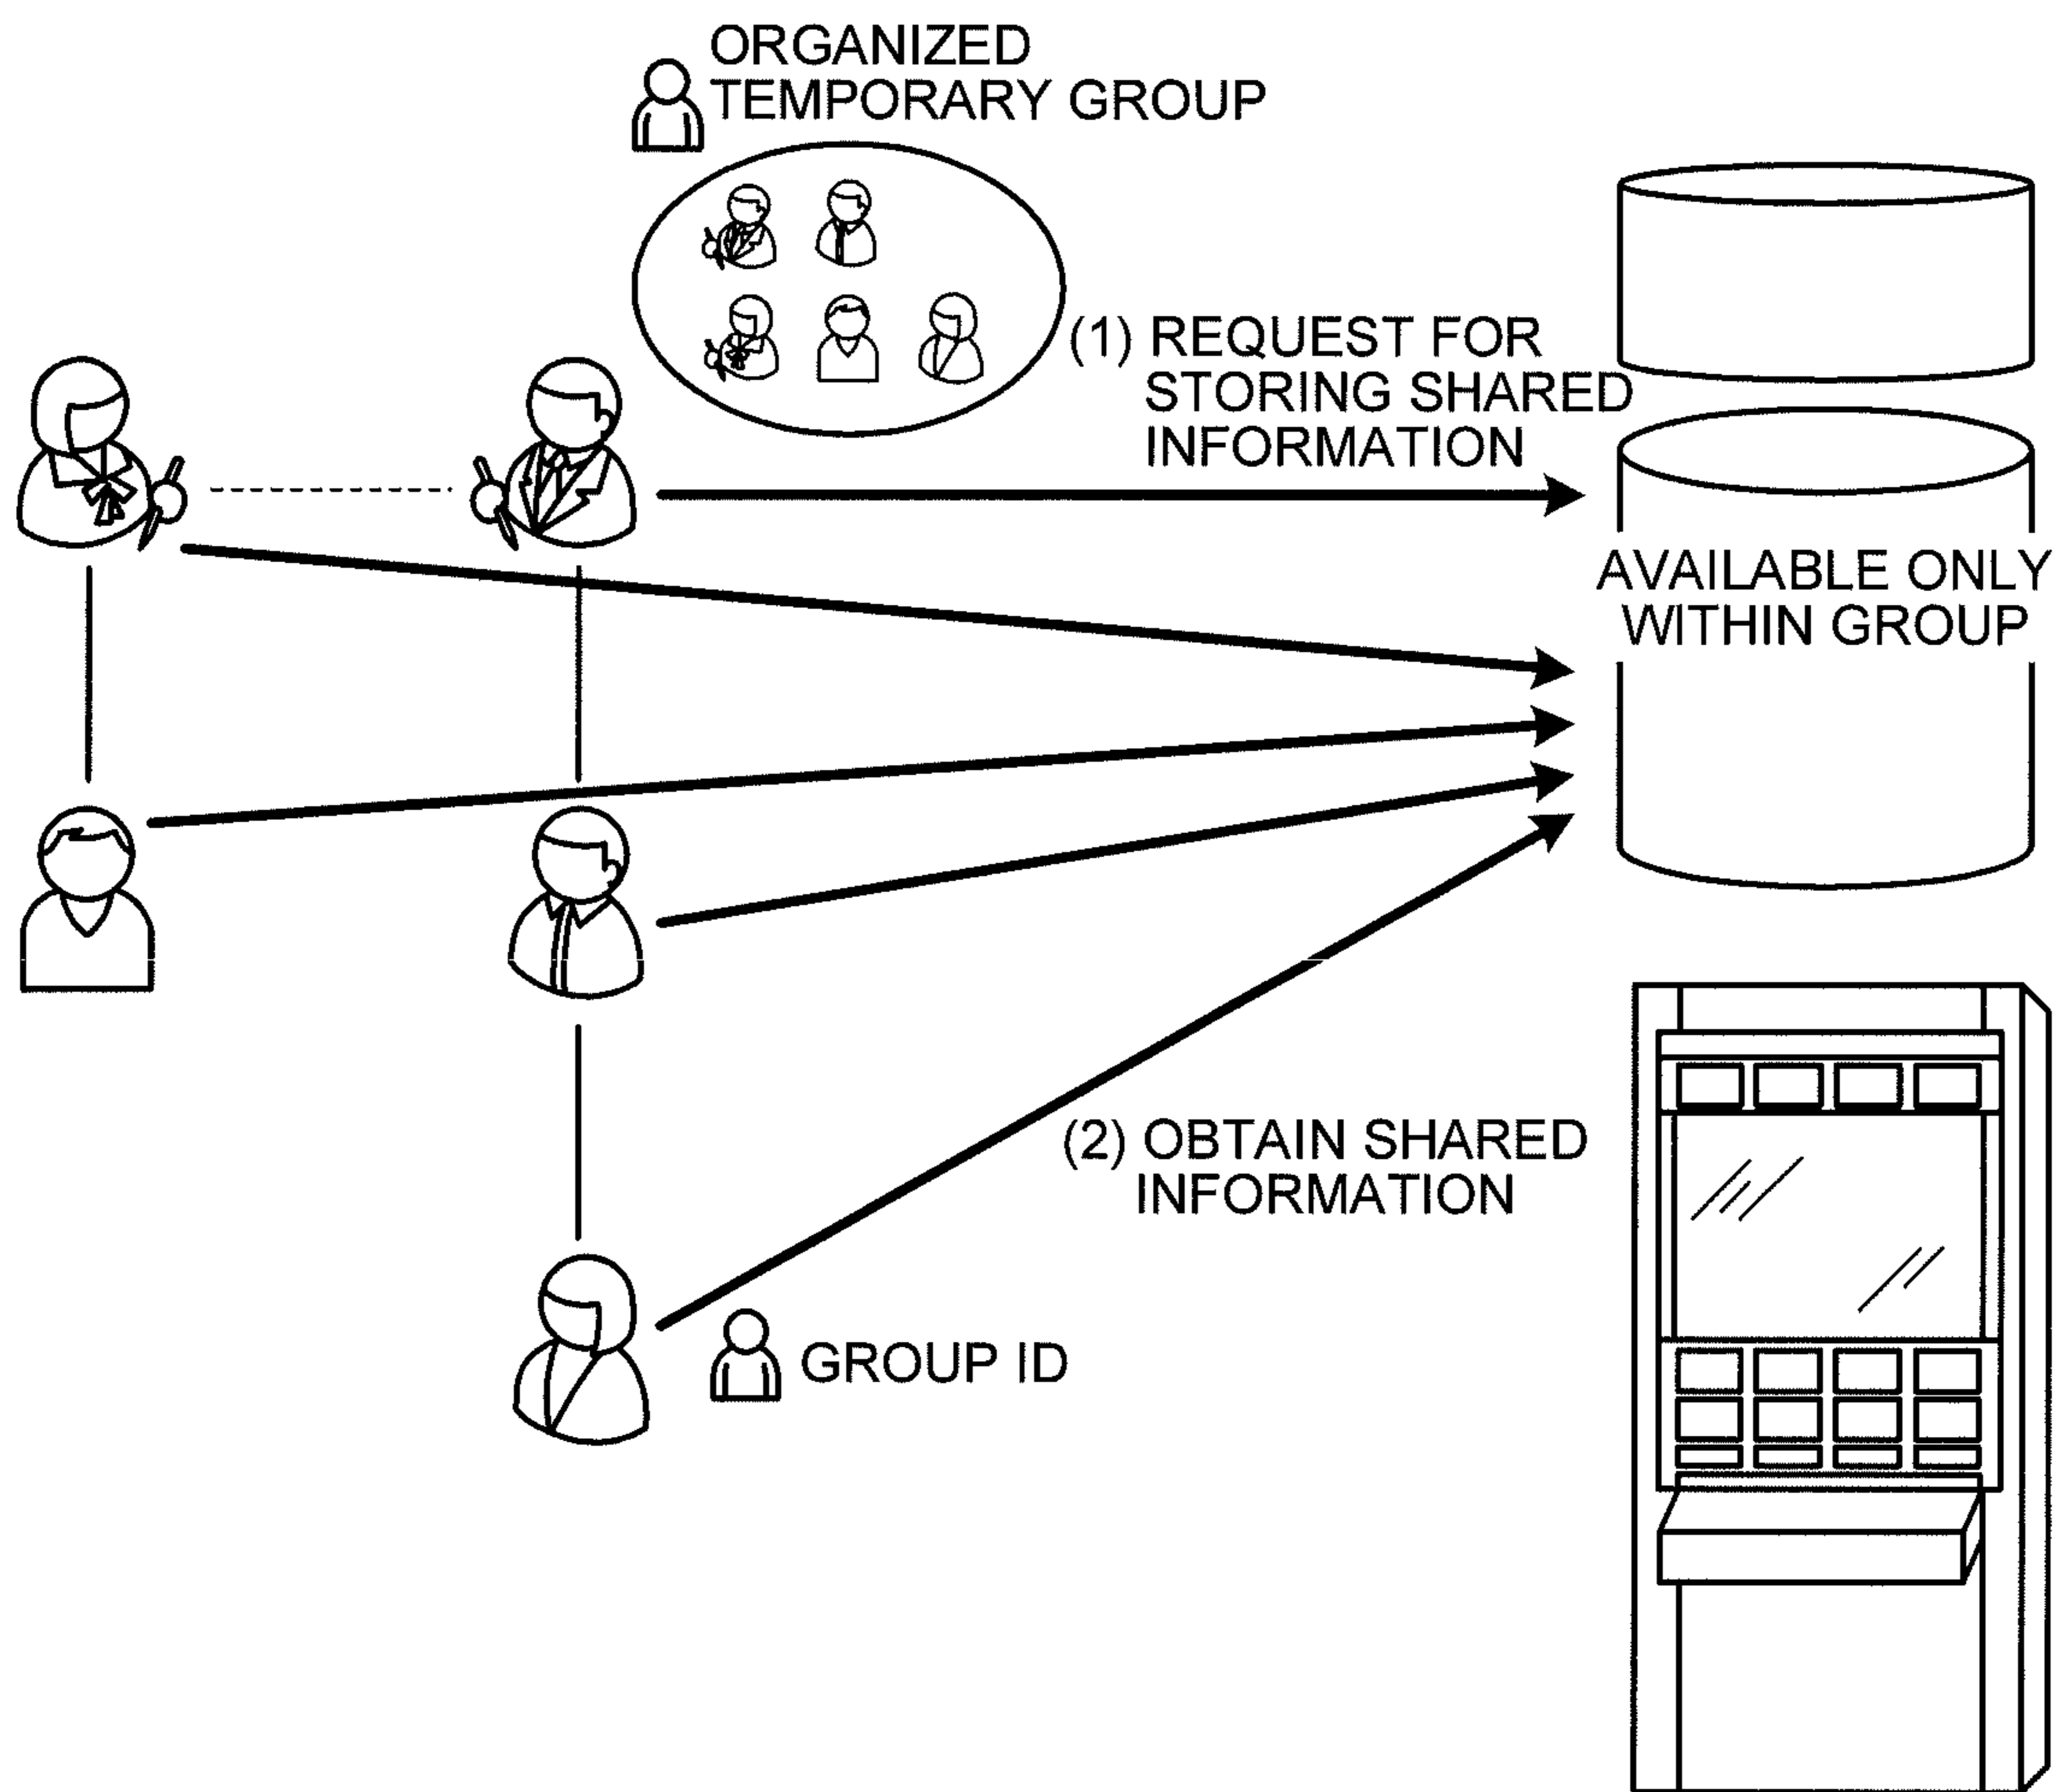 ORGANIZED
TEMPORARY GROUP
(1) REQUEST FOR
STORING SHARED
INFORMATION
AVAILABLE ONLY
WITHIN GROUP
(2) OBTAIN SHARED
INFORMATION
GROUP ID